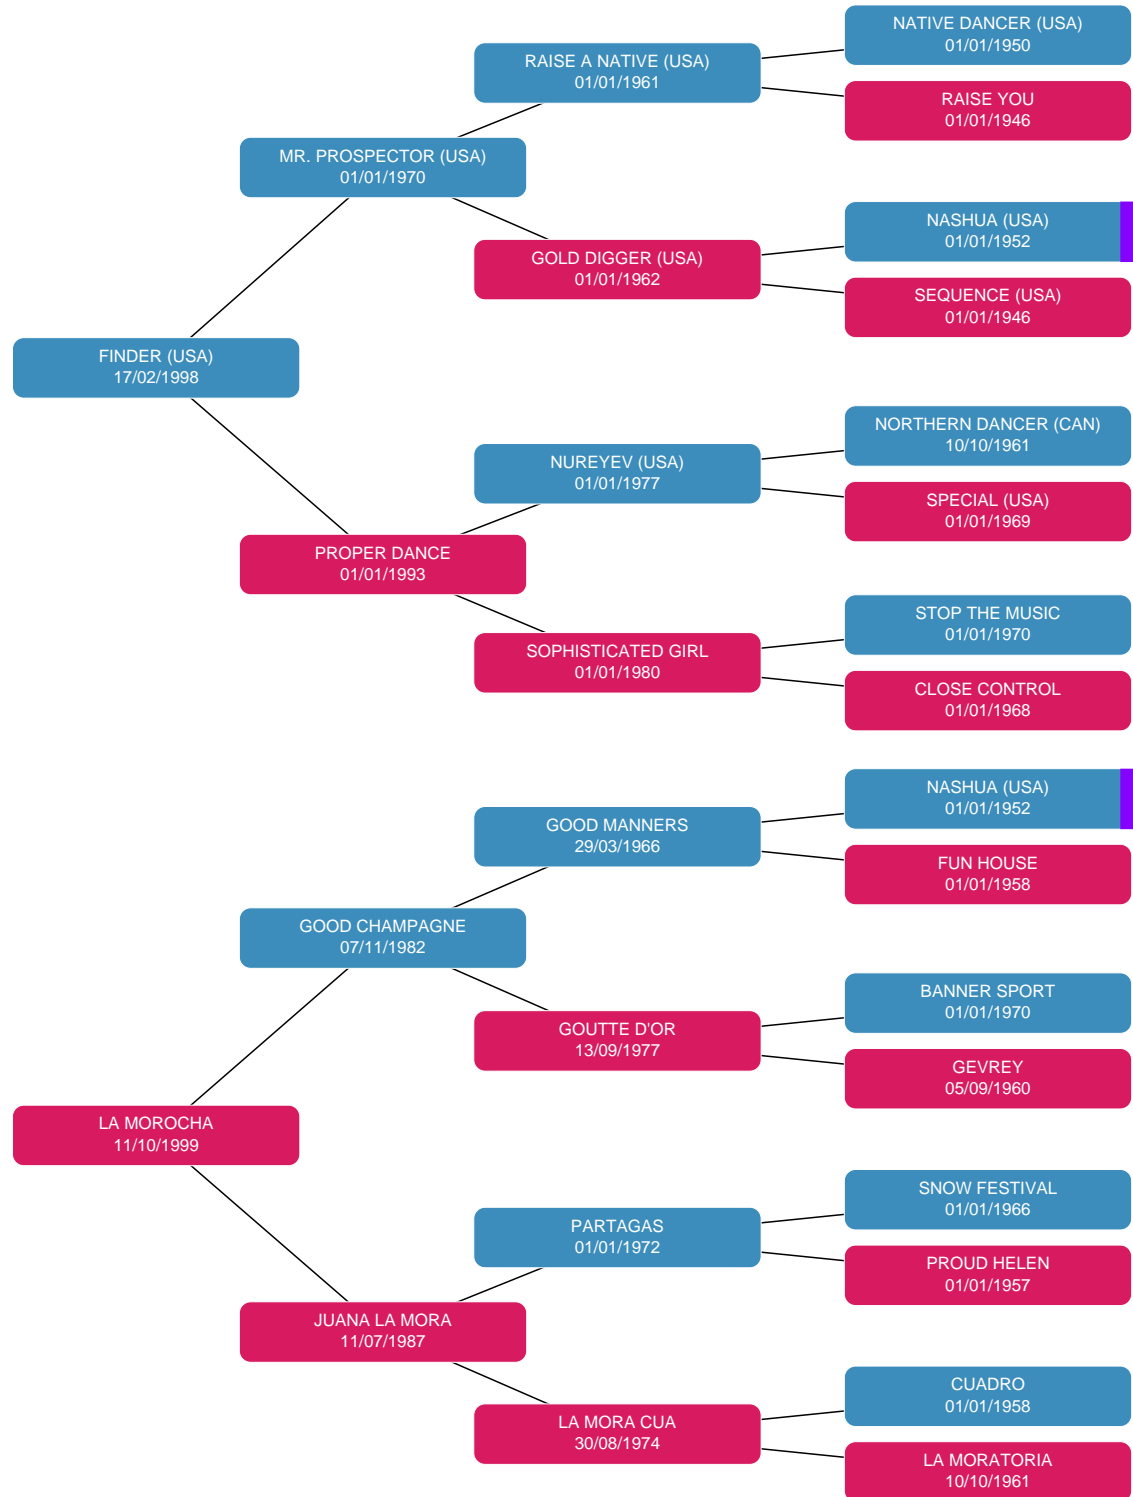 NATIVE DANCER (USA)
01/01/1950
RAISE A NATIVE (USA)
01/01/1961
RAISE YOU
01/01/1946
MR. PROSPECTOR (USA)
01/01/1970
NASHUA (USA)
01/01/1952
GOLD DIGGER (USA)
01/01/1962
SEQUENCE (USA)
01/01/1946
FINDER (USA)
17/02/1998
NORTHERN DANCER (CAN)
10/10/1961
NUREYEV (USA)
01/01/1977
SPECIAL (USA)
01/01/1969
PROPER DANCE
01/01/1993
STOP THE MUSIC
01/01/1970
SOPHISTICATED GIRL
01/01/1980
CLOSE CONTROL
01/01/1968
NASHUA (USA)
01/01/1952
GOOD MANNERS
29/03/1966
FUN HOUSE
01/01/1958
GOOD CHAMPAGNE
07/11/1982
BANNER SPORT
01/01/1970
GOUTTE D'OR
13/09/1977
GEVREY
05/09/1960
LA MOROCHA
11/10/1999
SNOW FESTIVAL
01/01/1966
PARTAGAS
01/01/1972
PROUD HELEN
01/01/1957
JUANA LA MORA
11/07/1987
CUADRO
01/01/1958
LA MORA CUA
30/08/1974
LA MORATORIA
10/10/1961